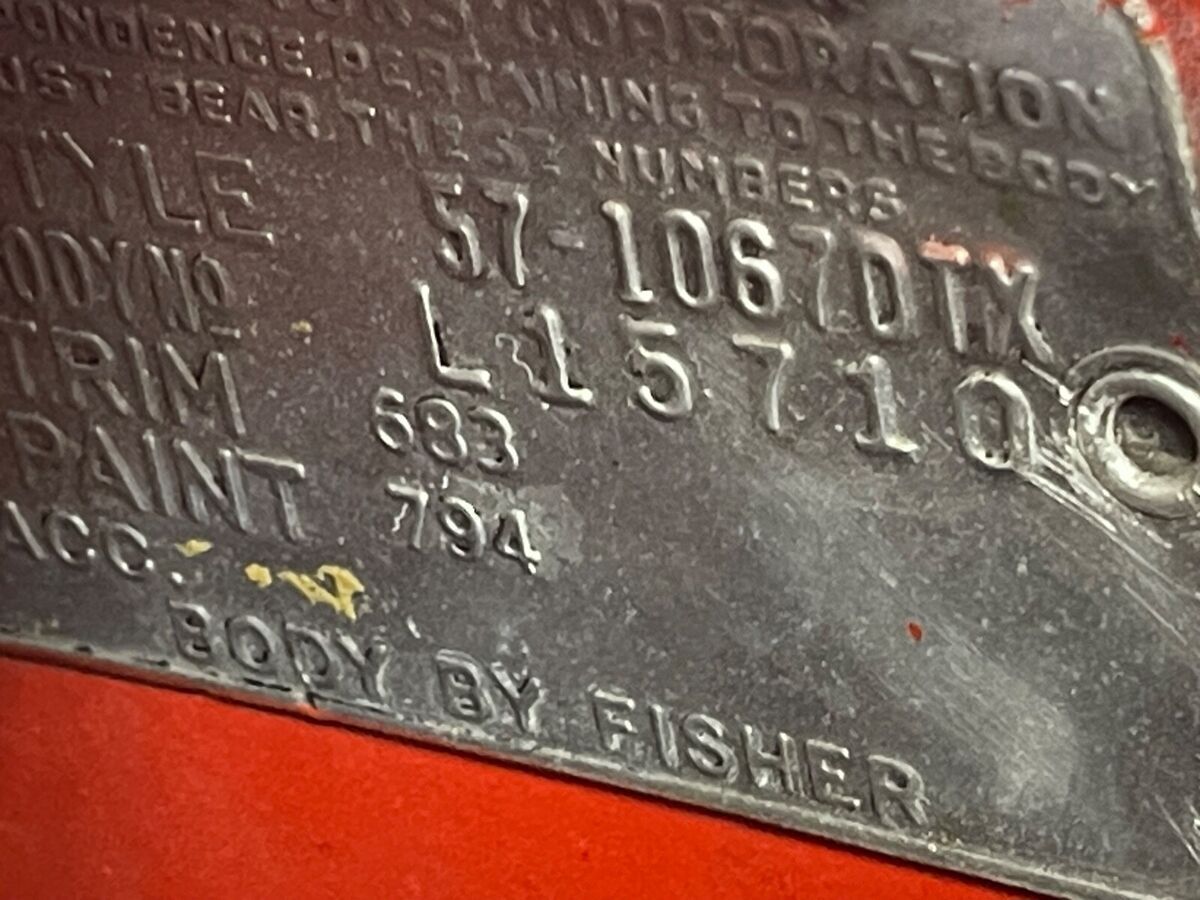 CORPORATION
ONDENCE PERTAINING TO THE BODY
UST BEAR THESE NUMBERS
TYLE 57-1067DTX
ODY No L15710
TRIM 683
PAINT 794
ACC.
BODY BY FISHER